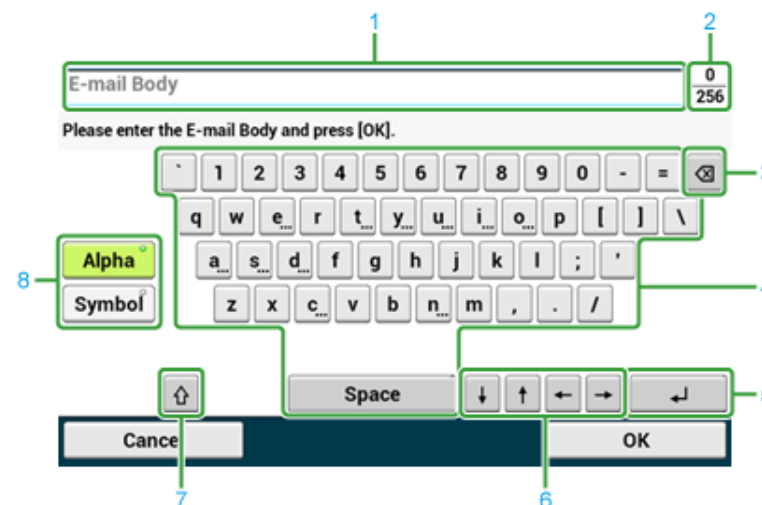 1 2
E-mail Body 0
256
Please enter the E-mail Body and press [OK].
` 1 2 3 4 5 6 7 8 9 0 - =
q w e... r t... y... u... i... o... p [ ] \
a... s... d... f g h j k l ; '
Alpha
8
Symbol z x c... v b n... m , . /
Space ↓ ↑ ← → ↵
Cancel OK
7 6